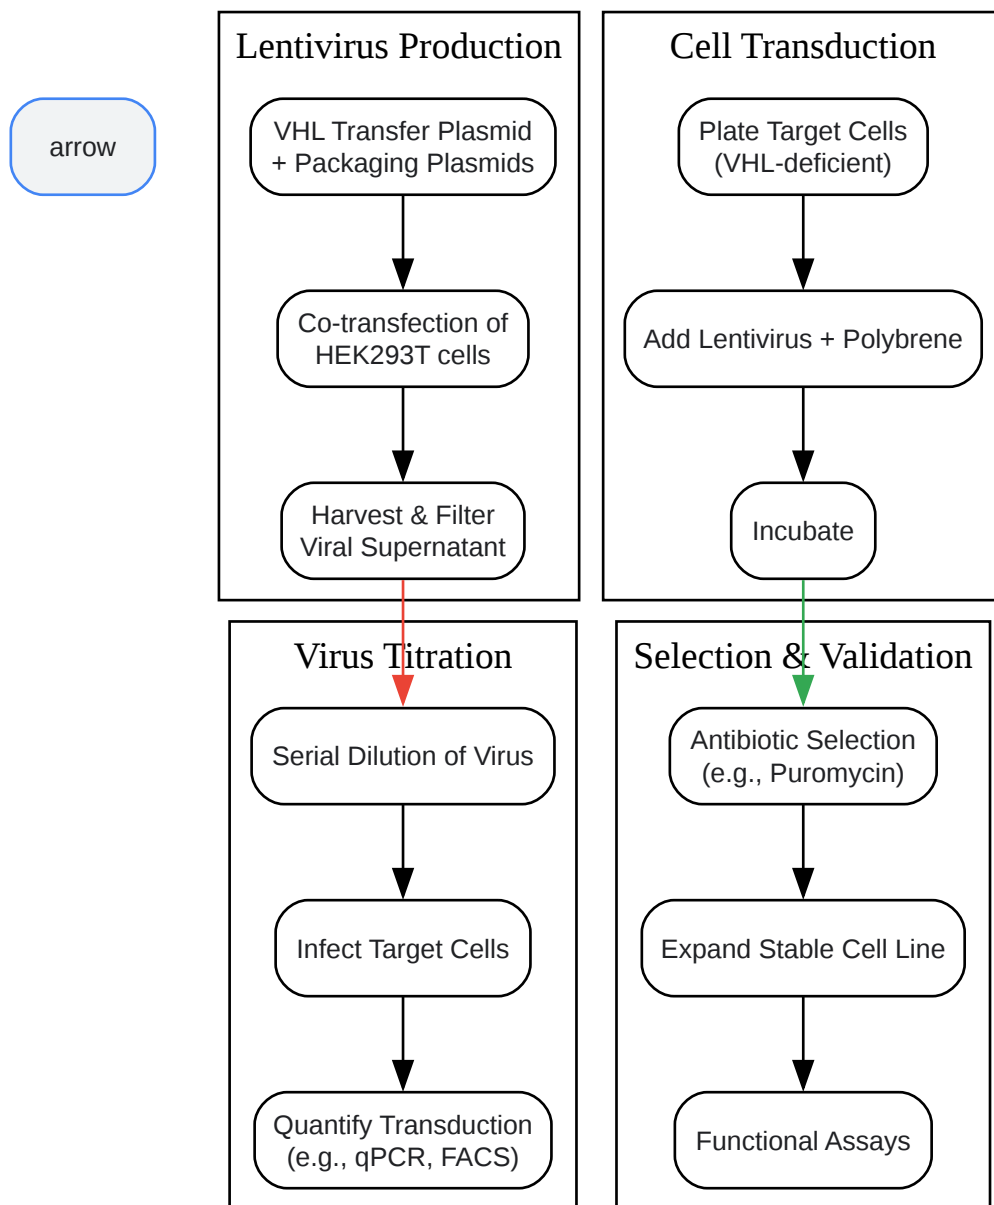 arrow
Lentivirus Production
VHL Transfer Plasmid
+ Packaging Plasmids
Co-transfection of
HEK293T cells
Harvest & Filter
Viral Supernatant
Cell Transduction
Plate Target Cells
(VHL-deficient)
Add Lentivirus + Polybrene
Incubate
Virus Titration
Serial Dilution of Virus
Infect Target Cells
Quantify Transduction
(e.g., qPCR, FACS)
Selection & Validation
Antibiotic Selection
(e.g., Puromycin)
Expand Stable Cell Line
Functional Assays